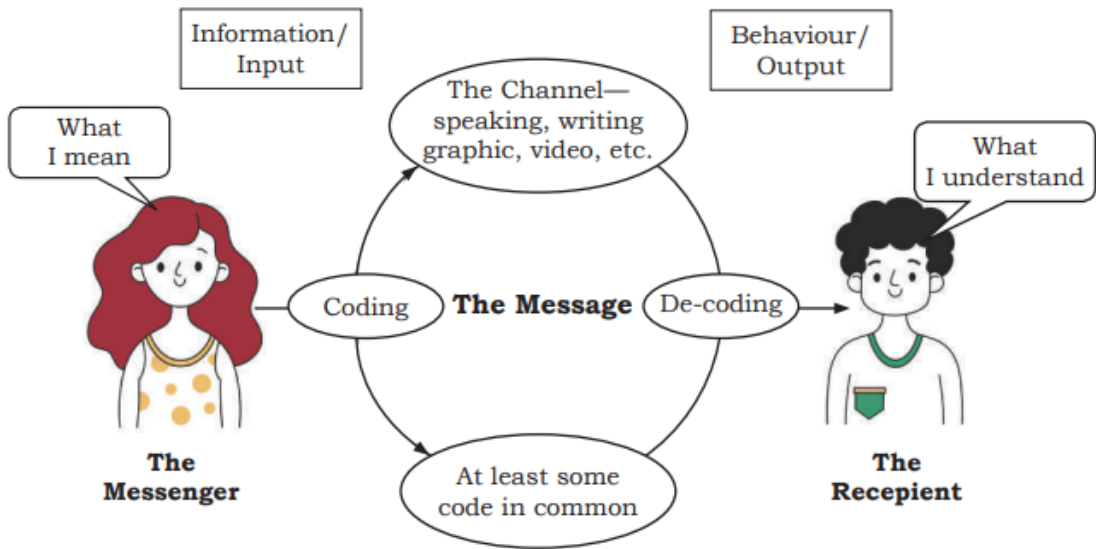 Information/
Input
Behaviour/
Output
The Channel—
speaking, writing
graphic, video, etc.
What
I mean
What
I understand
Coding
The Message
De-coding
The
Messenger
At least some
code in common
The
Recepient